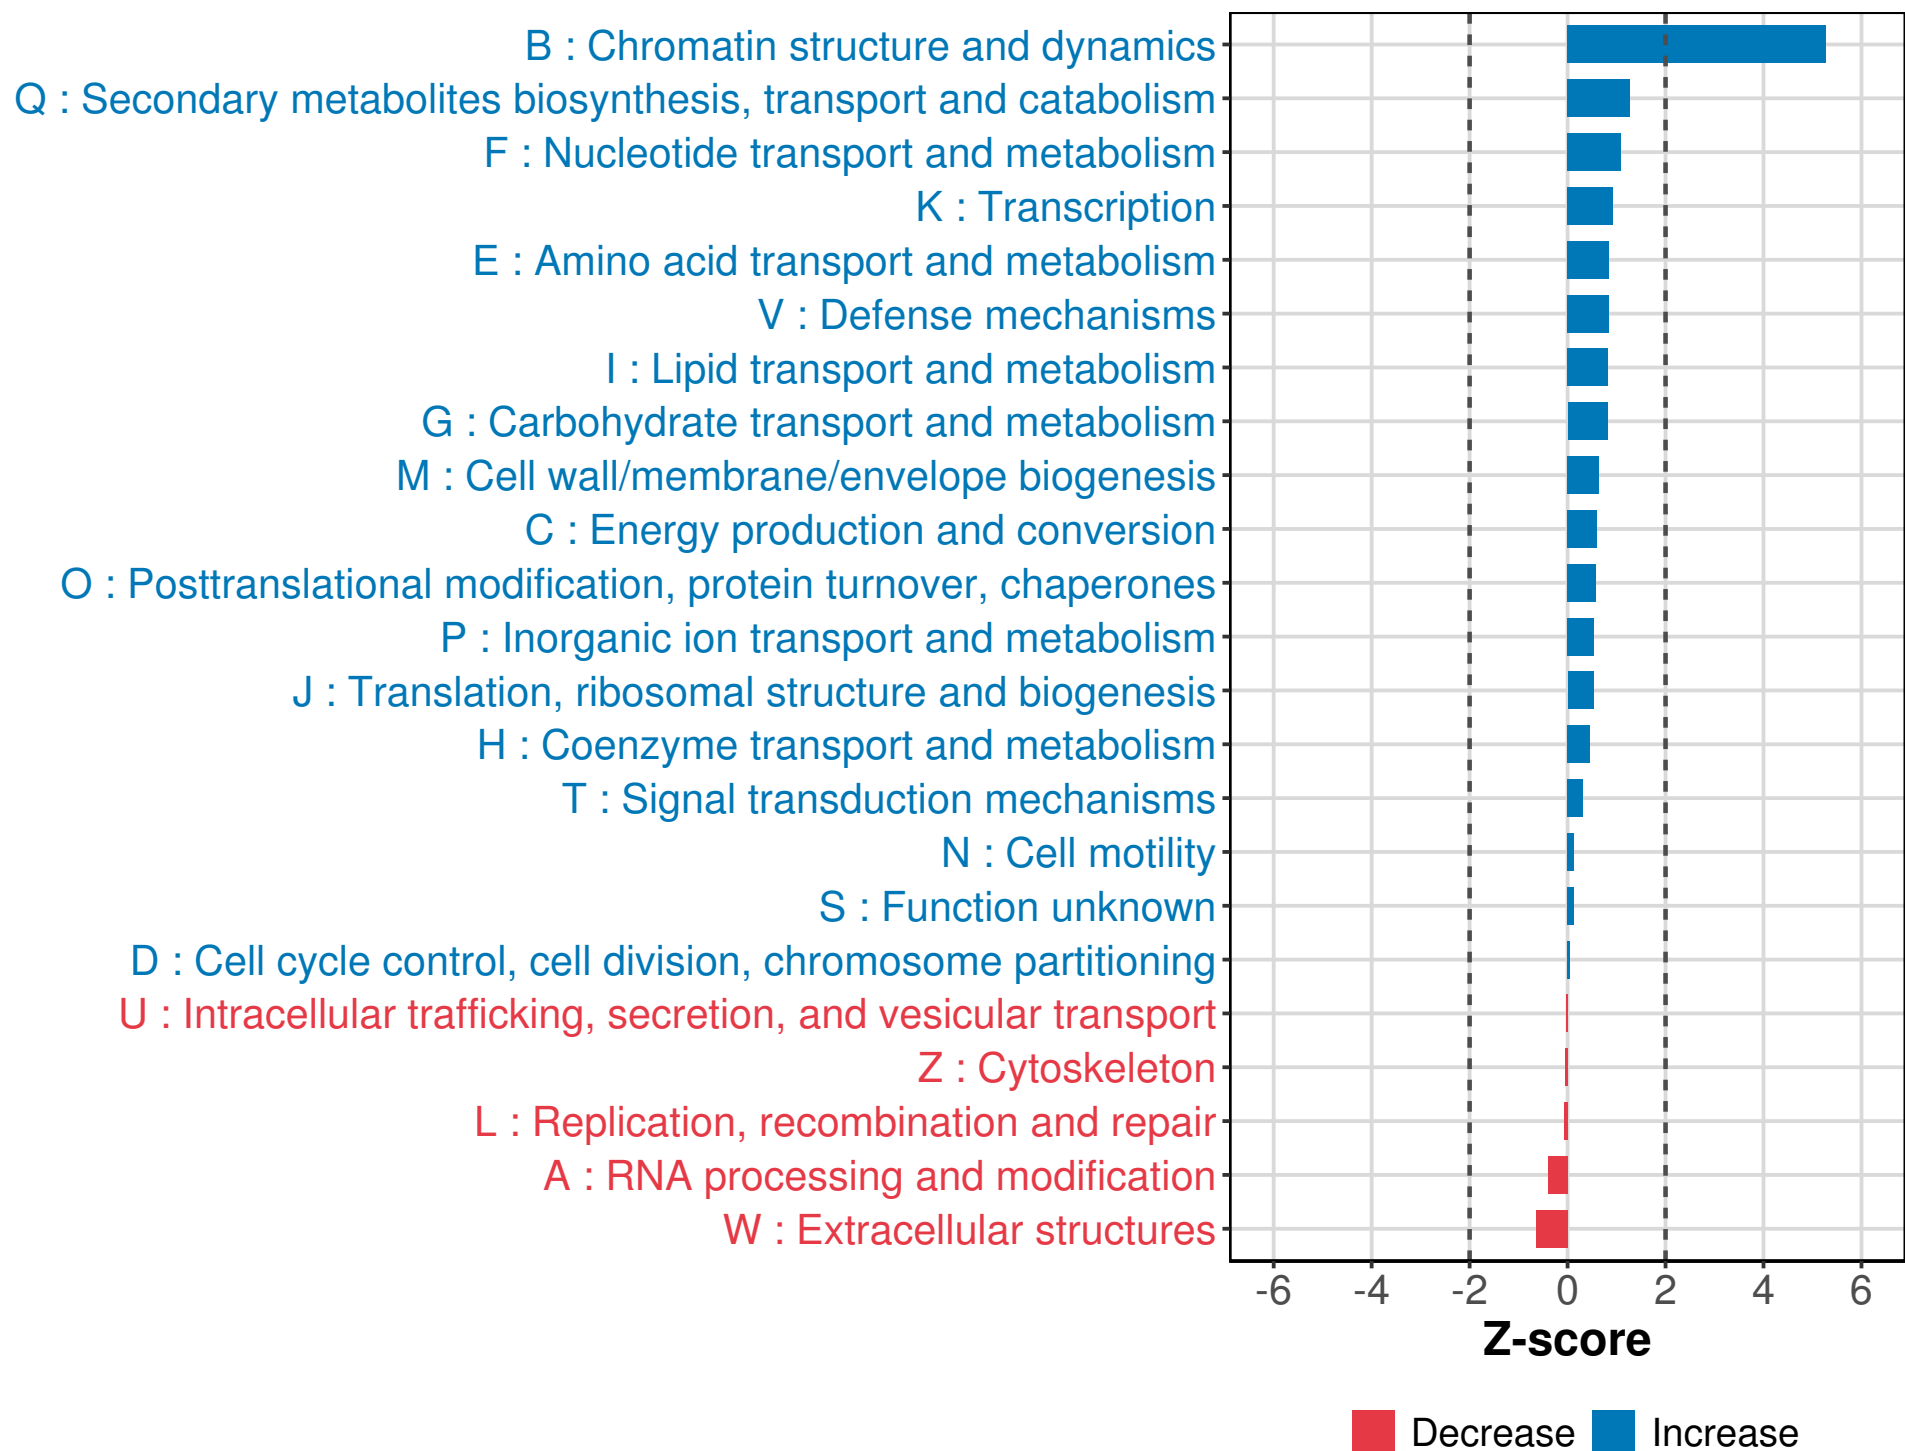 B : Chromatin structure and dynamics
Q : Secondary metabolites biosynthesis, transport and catabolism
F : Nucleotide transport and metabolism
K : Transcription
E : Amino acid transport and metabolism
V : Defense mechanisms
I : Lipid transport and metabolism
G : Carbohydrate transport and metabolism
M : Cell wall/membrane/envelope biogenesis
C : Energy production and conversion
O : Posttranslational modification, protein turnover, chaperones
P : Inorganic ion transport and metabolism
J : Translation, ribosomal structure and biogenesis
H : Coenzyme transport and metabolism
T : Signal transduction mechanisms
N : Cell motility
S : Function unknown
D : Cell cycle control, cell division, chromosome partitioning
U : Intracellular trafficking, secretion, and vesicular transport
Z : Cytoskeleton
L : Replication, recombination and repair
A : RNA processing and modification
W : Extracellular structures
-6 -4 -2 0 2 4 6
Z-score
Decrease Increase